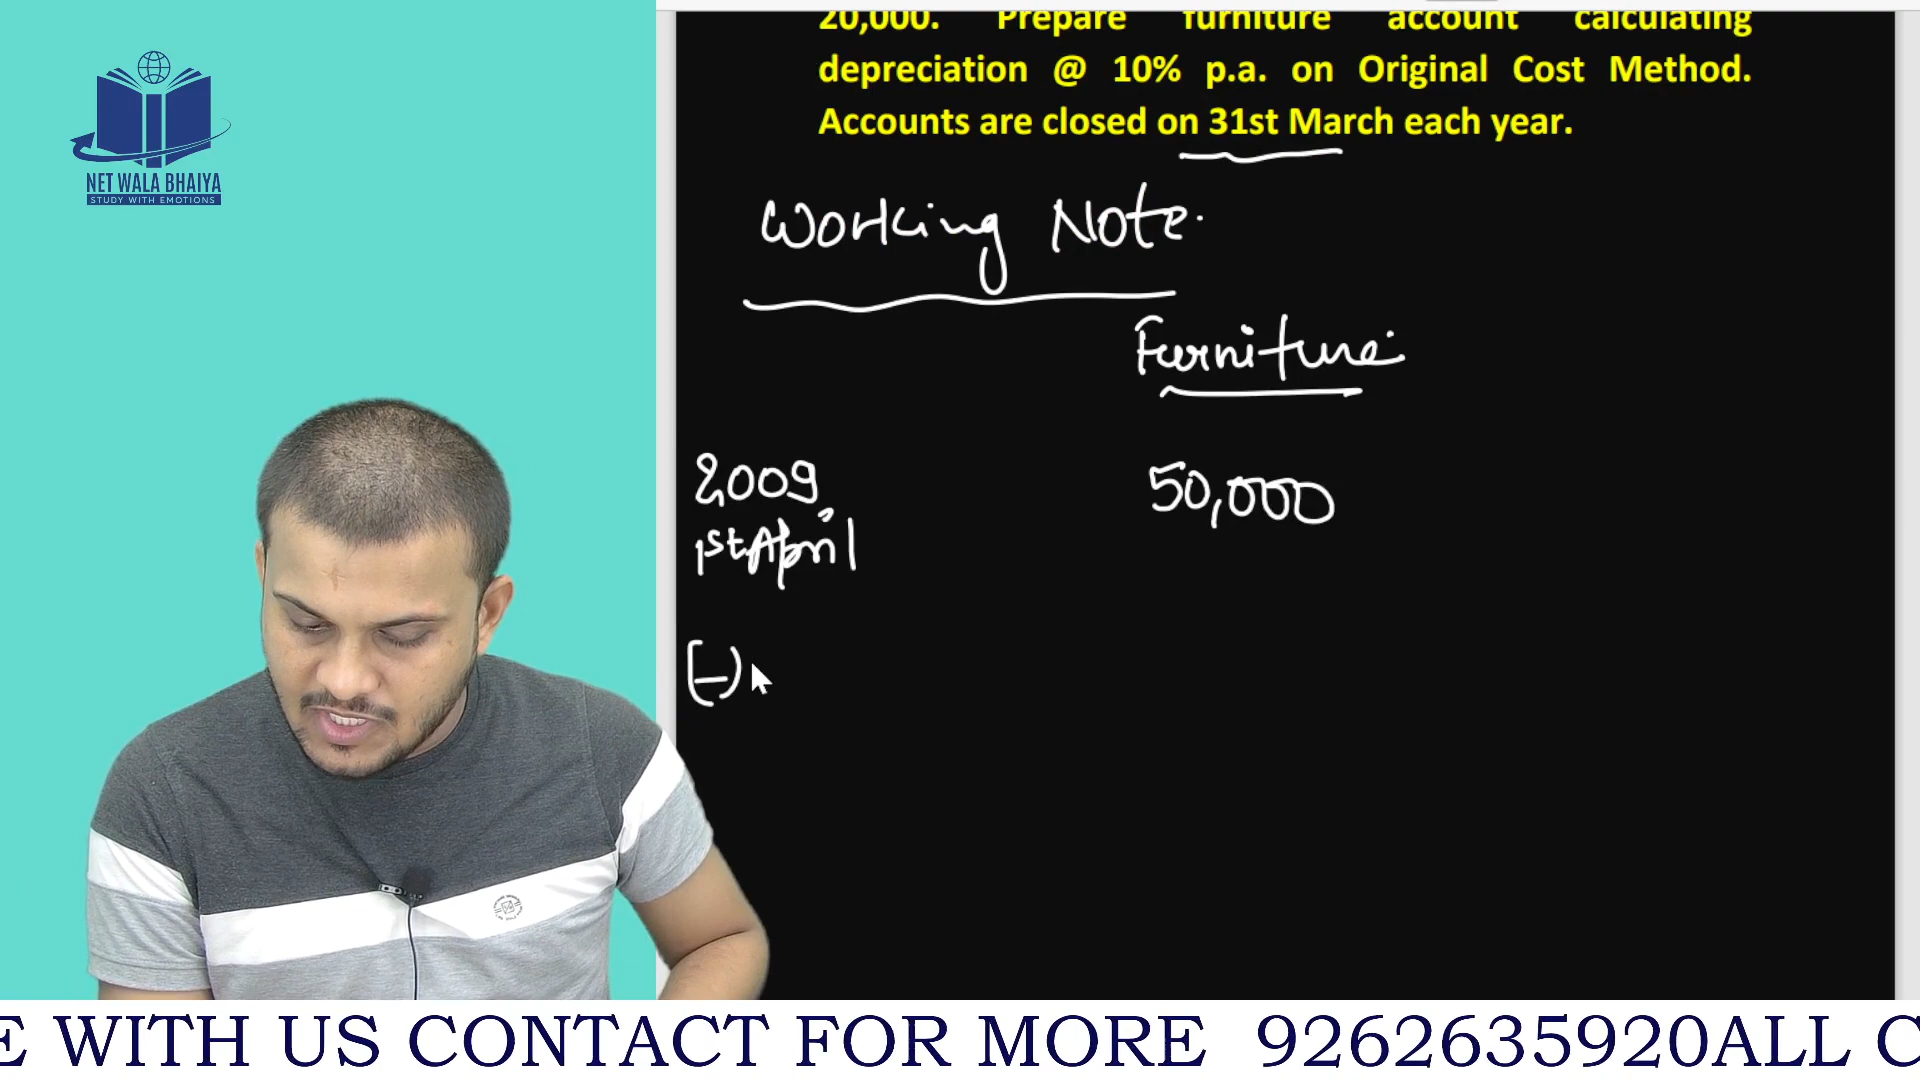 NET WALA BHAIYA
STUDY WITH EMOTIONS
20,000. Prepare furniture account calculating
depreciation @ 10% p.a. on Original Cost Method.
Accounts are closed on 31st March each year.
Working Note.
Furniture
2009, 50,000
1st April
(-)
E WITH US CONTACT FOR MORE 9262635920ALL C